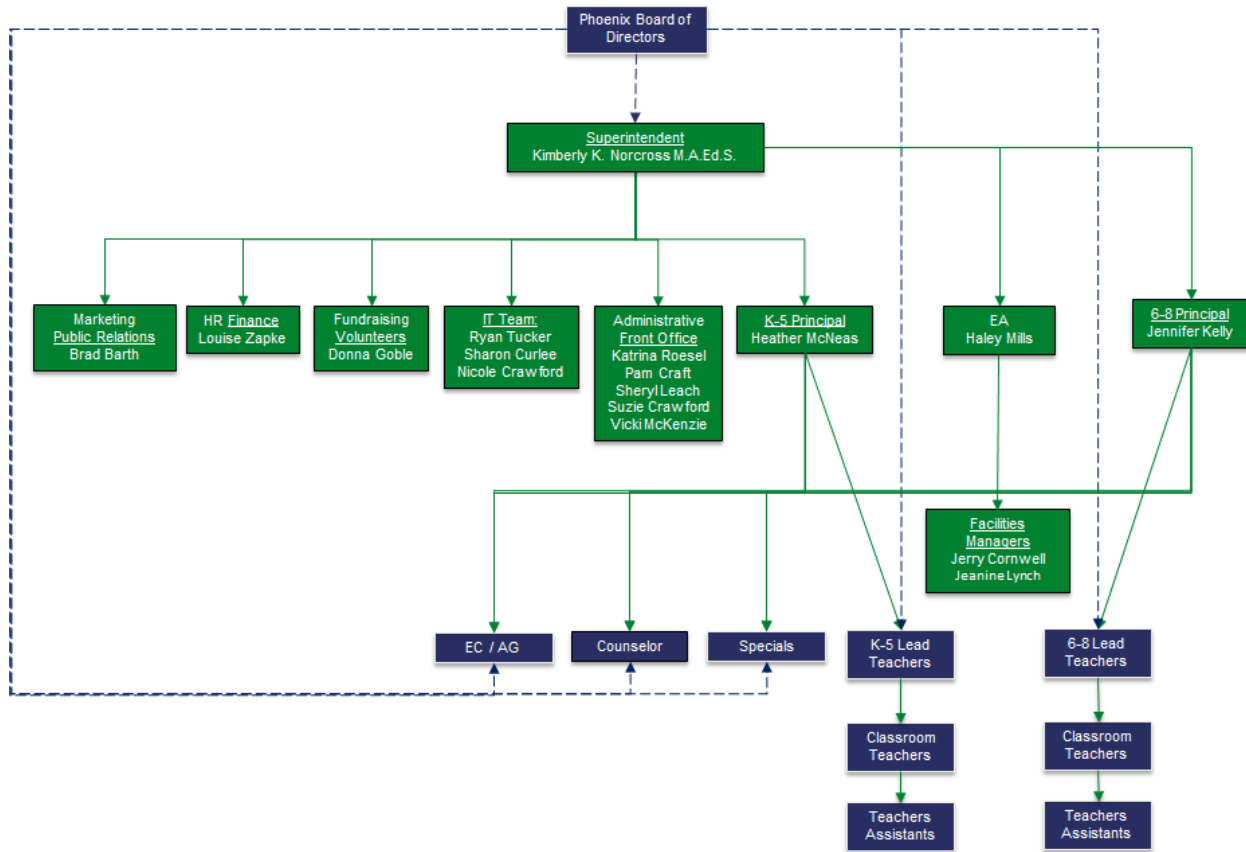 Phoenix Board of
Directors
Superintendent
Kimberly K. Norcross M.A.Ed.S.
Marketing
Public Relations
Brad Barth
HR Finance
Louise Zapke
Fundraising
Volunteers
Donna Goble
IT Team:
Ryan Tucker
Sharon Curlee
Nicole Crawford
Administrative
Front Office
Katrina Roesel
Pam Craft
Sheryl Leach
Suzie Crawford
Vicki McKenzie
K-5 Principal
Heather McNeas
EA
Haley Mills
6-8 Principal
Jennifer Kelly
Facilities
Managers
Jerry Cornwell
Jeanine Lynch
EC / AG
Counselor
Specials
K-5 Lead
Teachers
6-8 Lead
Teachers
Classroom
Teachers
Classroom
Teachers
Teachers
Assistants
Teachers
Assistants